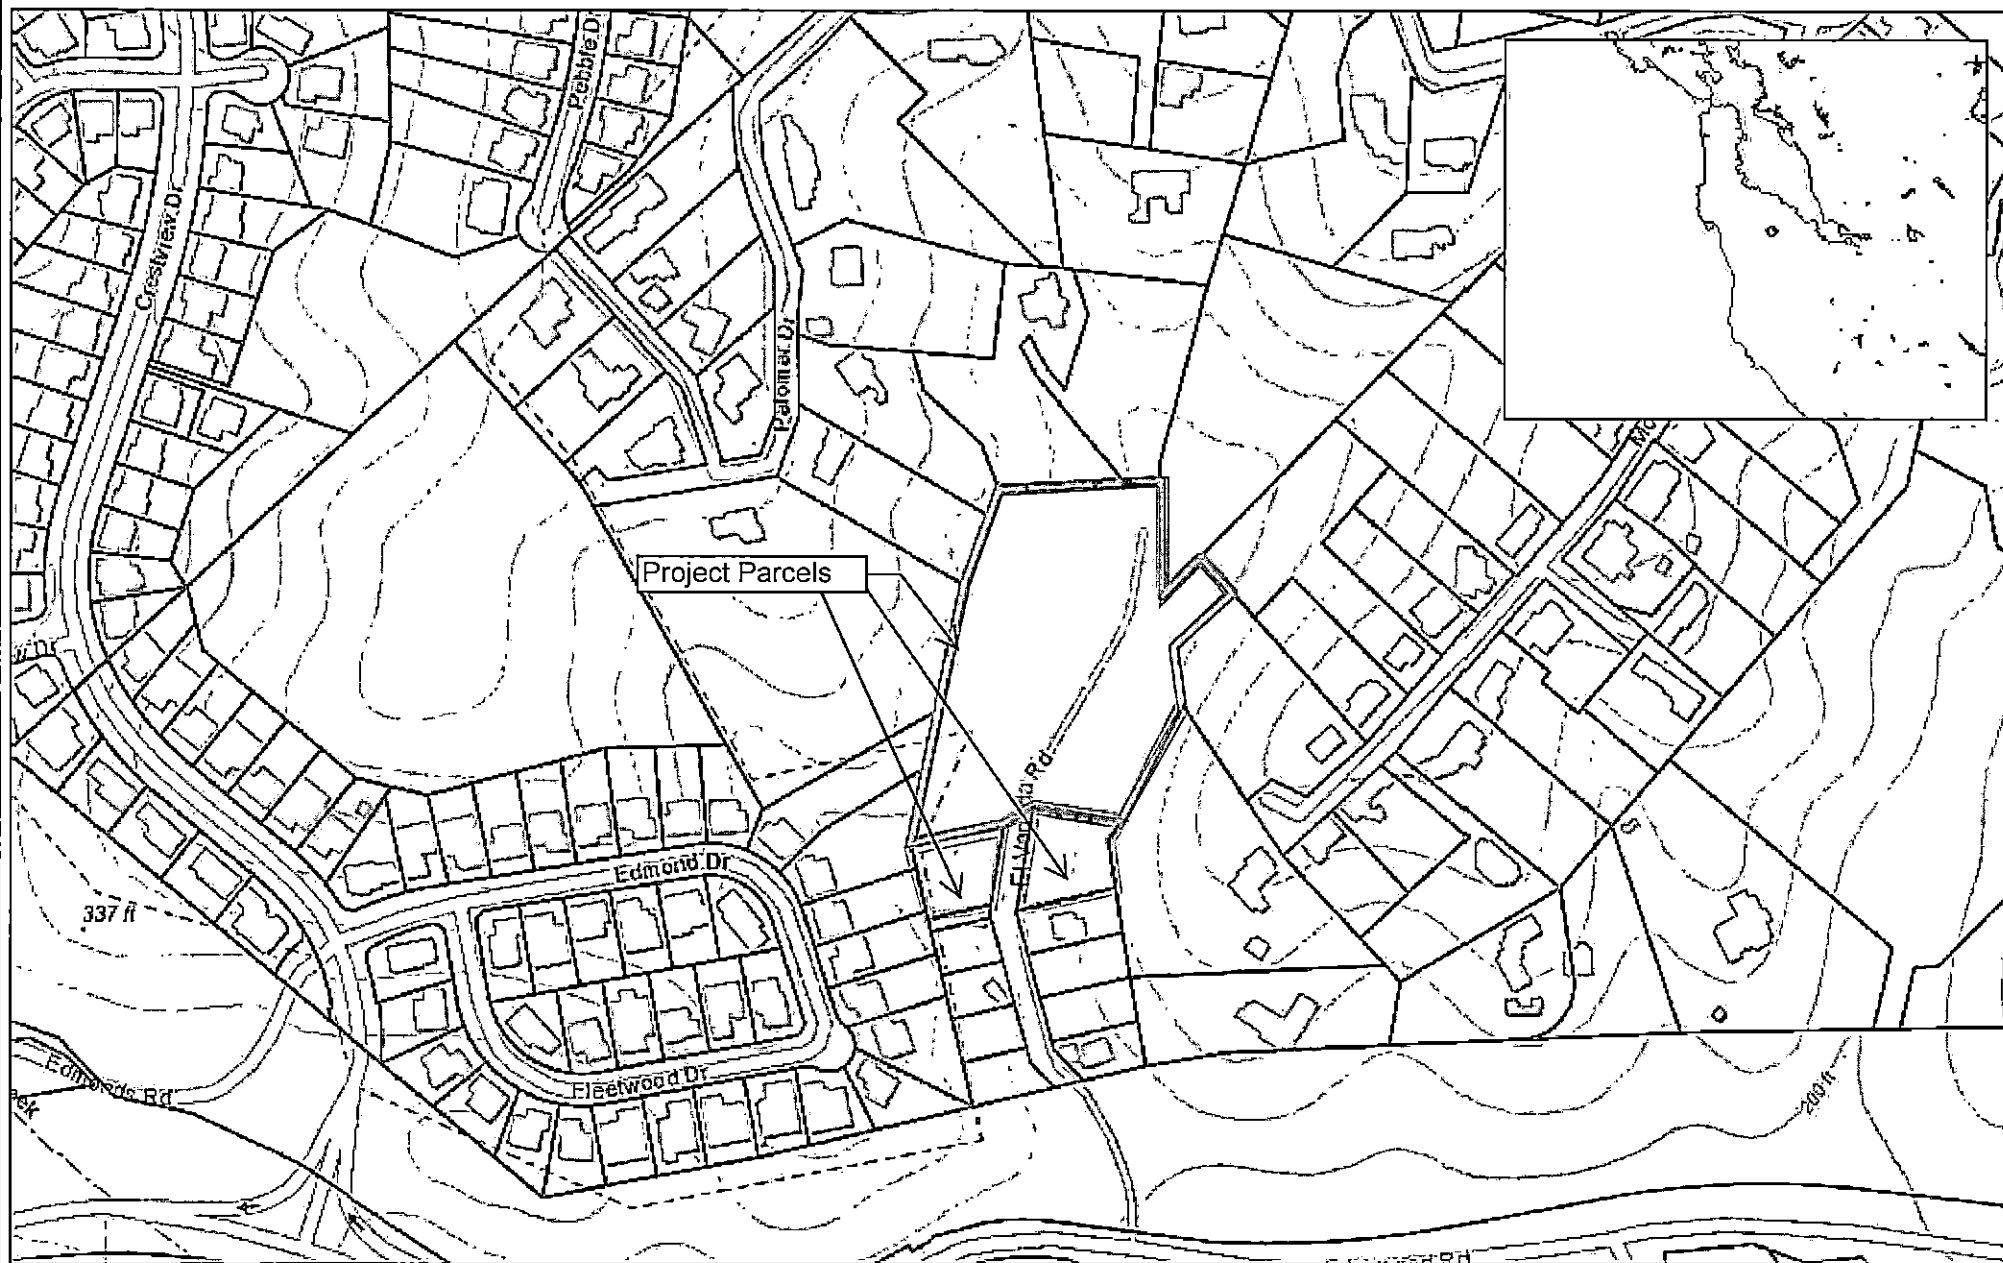 Pebble Dr
Crestview Dr
Palomar Dr
Project Parcels
Edmond Dr
337 ft
Edmonds Rd
Fleetwood Dr
200 ft